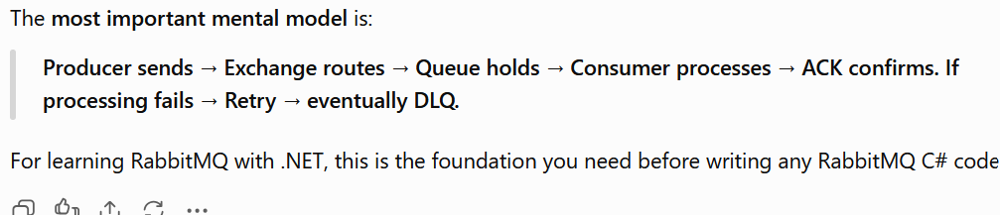 The most important mental model is:
Producer sends → Exchange routes → Queue holds → Consumer processes → ACK confirms. If
processing fails → Retry → eventually DLQ.
For learning RabbitMQ with .NET, this is the foundation you need before writing any RabbitMQ C# code